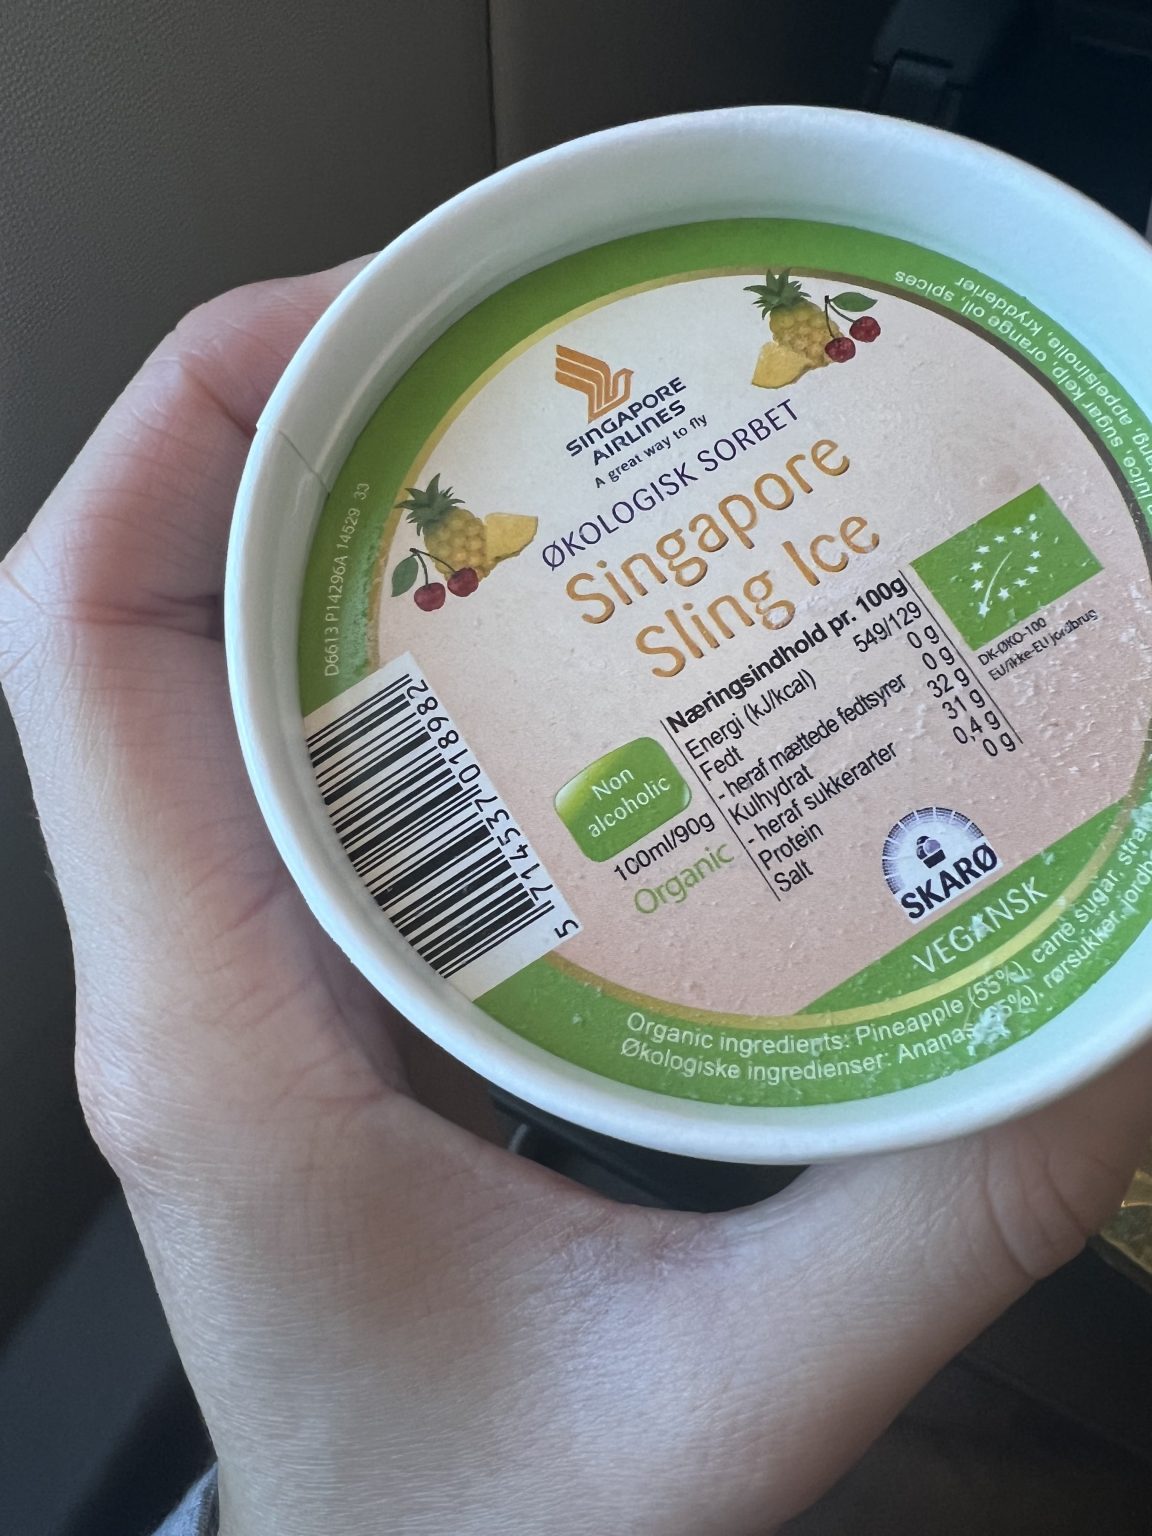 SINGAPORE
AIRLINES
A great way to fly
ØKOLOGISK SORBET
Singapore
Sling Ice
Næringsindhold pr. 100g
Energi (kJ/kcal) 549/129
Fedt 0 g
- heraf mættede fedtsyrer 0 g
Kulhydrat 32 g
- heraf sukkerarter 31 g
Protein 0,4 g
Salt 0 g
Non
alcoholic
100ml/90g
Organic
DK-ØKO-100
EU/ikke-EU jordbrug
SKARØ
VEGANSK
Organic ingredients: Pineapple (55%), cane sugar,
juice, sugar kelp, orange oil, spices
Økologiske ingredienser: Ananas (55%), rørsukker,
appelsinolie, krydderier
D6613 P14296A 14529 33
5 714537 018982